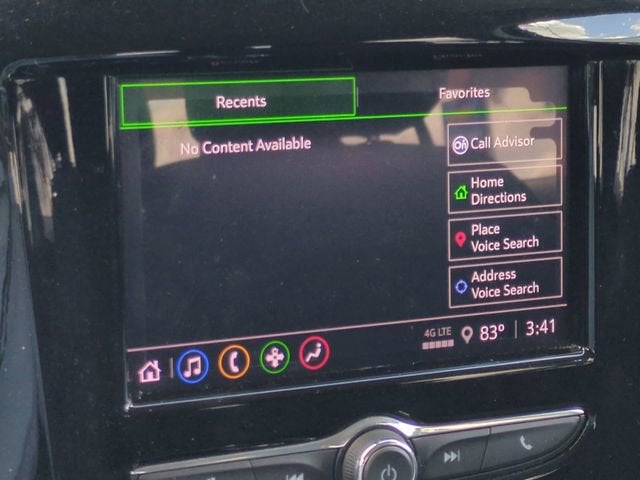 Recents
Favorites
No Content Available
On Call Advisor
Home
Directions
Place
Voice Search
Address
Voice Search
4G LTE
83°
3:41